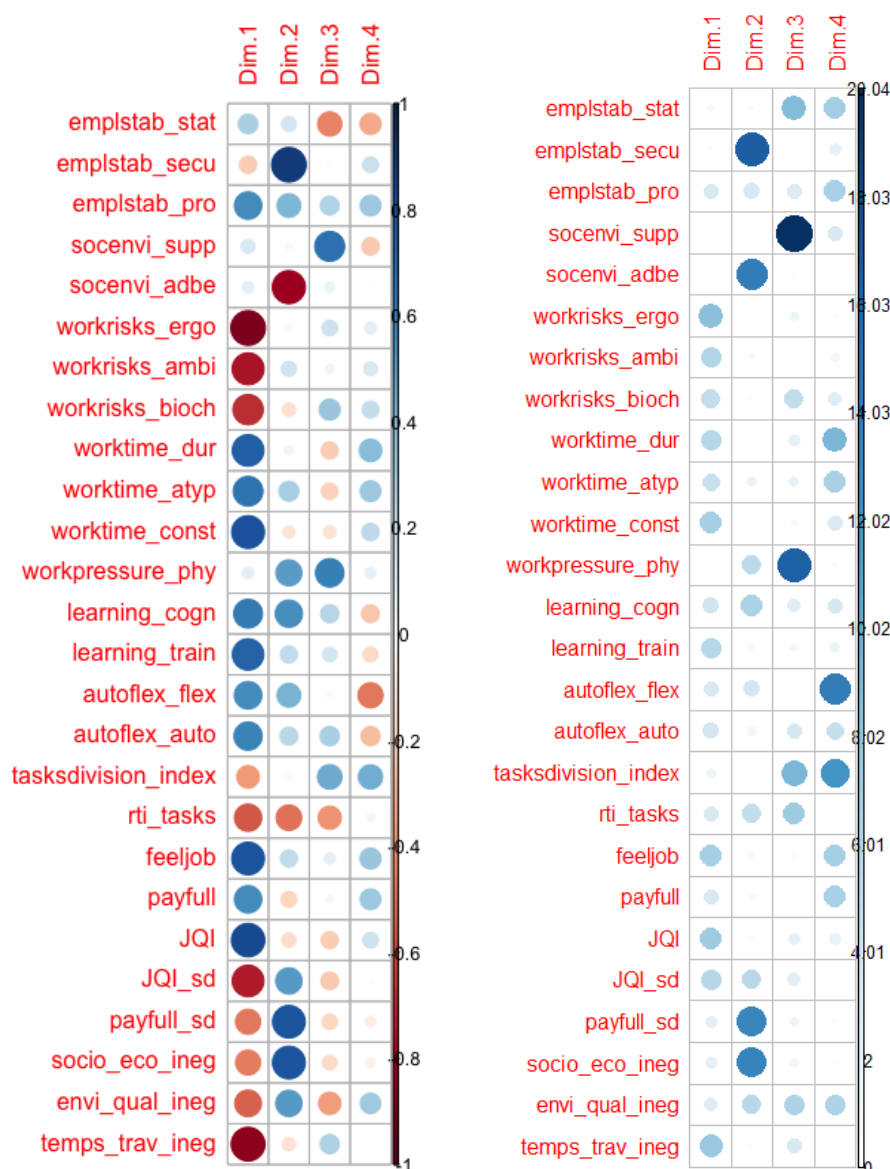 Dim.1 Dim.2 Dim.3 Dim.4
emplstab_stat
emplstab_secu
emplstab_pro
socenvi_supp
socenvi_adbe
workrisks_ergo
workrisks_ambi
workrisks_bioch
worktime_dur
worktime_atyp
worktime_const
workpressure_phy
learning_cogn
learning_train
autoflex_flex
autoflex_auto
tasksdivision_index
rti_tasks
feeljob
payfull
JQI
JQI_sd
payfull_sd
socio_eco_ineg
envi_qual_ineg
temps_trav_ineg
1
0.8
0.6
0.4
0.2
0
-0.2
-0.4
-0.6
-0.8
-1
Dim.1 Dim.2 Dim.3 Dim.4
emplstab_stat
emplstab_secu
emplstab_pro
socenvi_supp
socenvi_adbe
workrisks_ergo
workrisks_ambi
workrisks_bioch
worktime_dur
worktime_atyp
worktime_const
workpressure_phy
learning_cogn
learning_train
autoflex_flex
autoflex_auto
tasksdivision_index
rti_tasks
feeljob
payfull
JQI
JQI_sd
payfull_sd
socio_eco_ineg
envi_qual_ineg
temps_trav_ineg
20.04
18.03
16.03
14.03
12.02
10.02
8.02
6.01
4.01
2
0